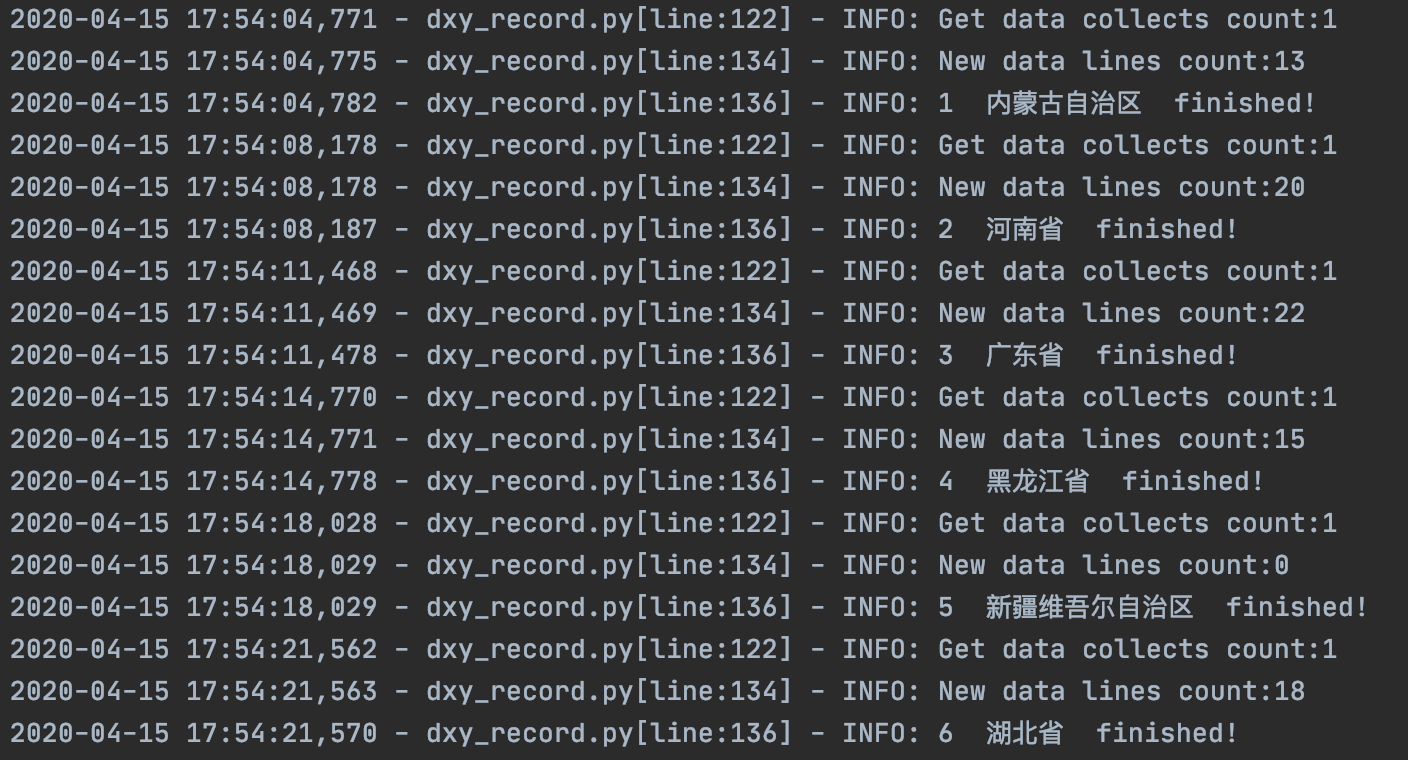 2020-04-15 17:54:04,771 - dxy_record.py[line:122] - INFO: Get data collects count:1
2020-04-15 17:54:04,775 - dxy_record.py[line:134] - INFO: New data lines count:13
2020-04-15 17:54:04,782 - dxy_record.py[line:136] - INFO: 1  内蒙古自治区  finished!
2020-04-15 17:54:08,178 - dxy_record.py[line:122] - INFO: Get data collects count:1
2020-04-15 17:54:08,178 - dxy_record.py[line:134] - INFO: New data lines count:20
2020-04-15 17:54:08,187 - dxy_record.py[line:136] - INFO: 2  河南省  finished!
2020-04-15 17:54:11,468 - dxy_record.py[line:122] - INFO: Get data collects count:1
2020-04-15 17:54:11,469 - dxy_record.py[line:134] - INFO: New data lines count:22
2020-04-15 17:54:11,478 - dxy_record.py[line:136] - INFO: 3  广东省  finished!
2020-04-15 17:54:14,770 - dxy_record.py[line:122] - INFO: Get data collects count:1
2020-04-15 17:54:14,771 - dxy_record.py[line:134] - INFO: New data lines count:15
2020-04-15 17:54:14,778 - dxy_record.py[line:136] - INFO: 4  黑龙江省  finished!
2020-04-15 17:54:18,028 - dxy_record.py[line:122] - INFO: Get data collects count:1
2020-04-15 17:54:18,029 - dxy_record.py[line:134] - INFO: New data lines count:0
2020-04-15 17:54:18,029 - dxy_record.py[line:136] - INFO: 5  新疆维吾尔自治区  finished!
2020-04-15 17:54:21,562 - dxy_record.py[line:122] - INFO: Get data collects count:1
2020-04-15 17:54:21,563 - dxy_record.py[line:134] - INFO: New data lines count:18
2020-04-15 17:54:21,570 - dxy_record.py[line:136] - INFO: 6  湖北省  finished!